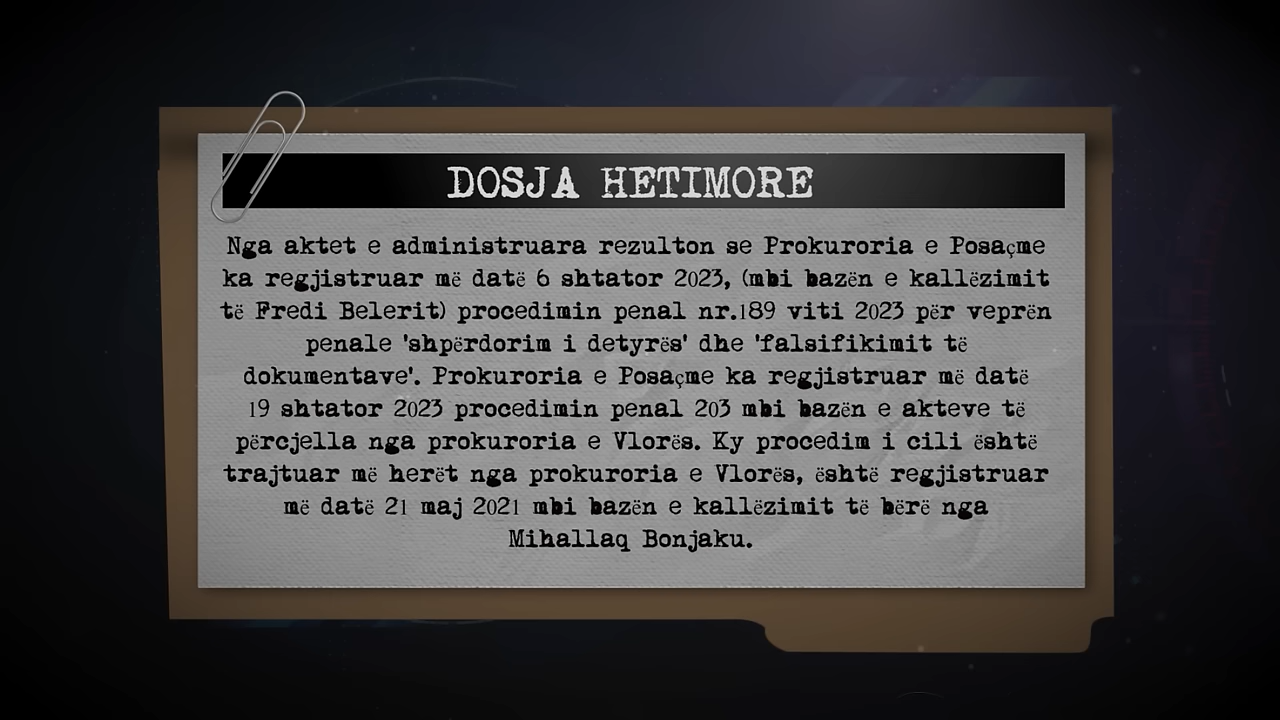 DOSJA HETIMORE
Nga aktet e administruara rezulton se Prokuroria e Posaçme
ka regjistruar më datë 6 shtator 2023, (mbi bazën e kallëzimit
të Fredi Belerit) procedimin penal nr.189 viti 2023 për veprën
penale 'shpërdorim i detyrës' dhe 'falsifikimit të
dokumentave'. Prokuroria e Posaçme ka regjistruar më datë
19 shtator 2023 procedimin penal 203 mbi bazën e akteve të
përcjella nga prokuroria e Vlorës. Ky procedim i cili është
trajtuar më herët nga prokuroria e Vlorës, është regjistruar
më datë 21 maj 2021 mbi bazën e kallëzimit të bërë nga
Mihallaq Bonjaku.